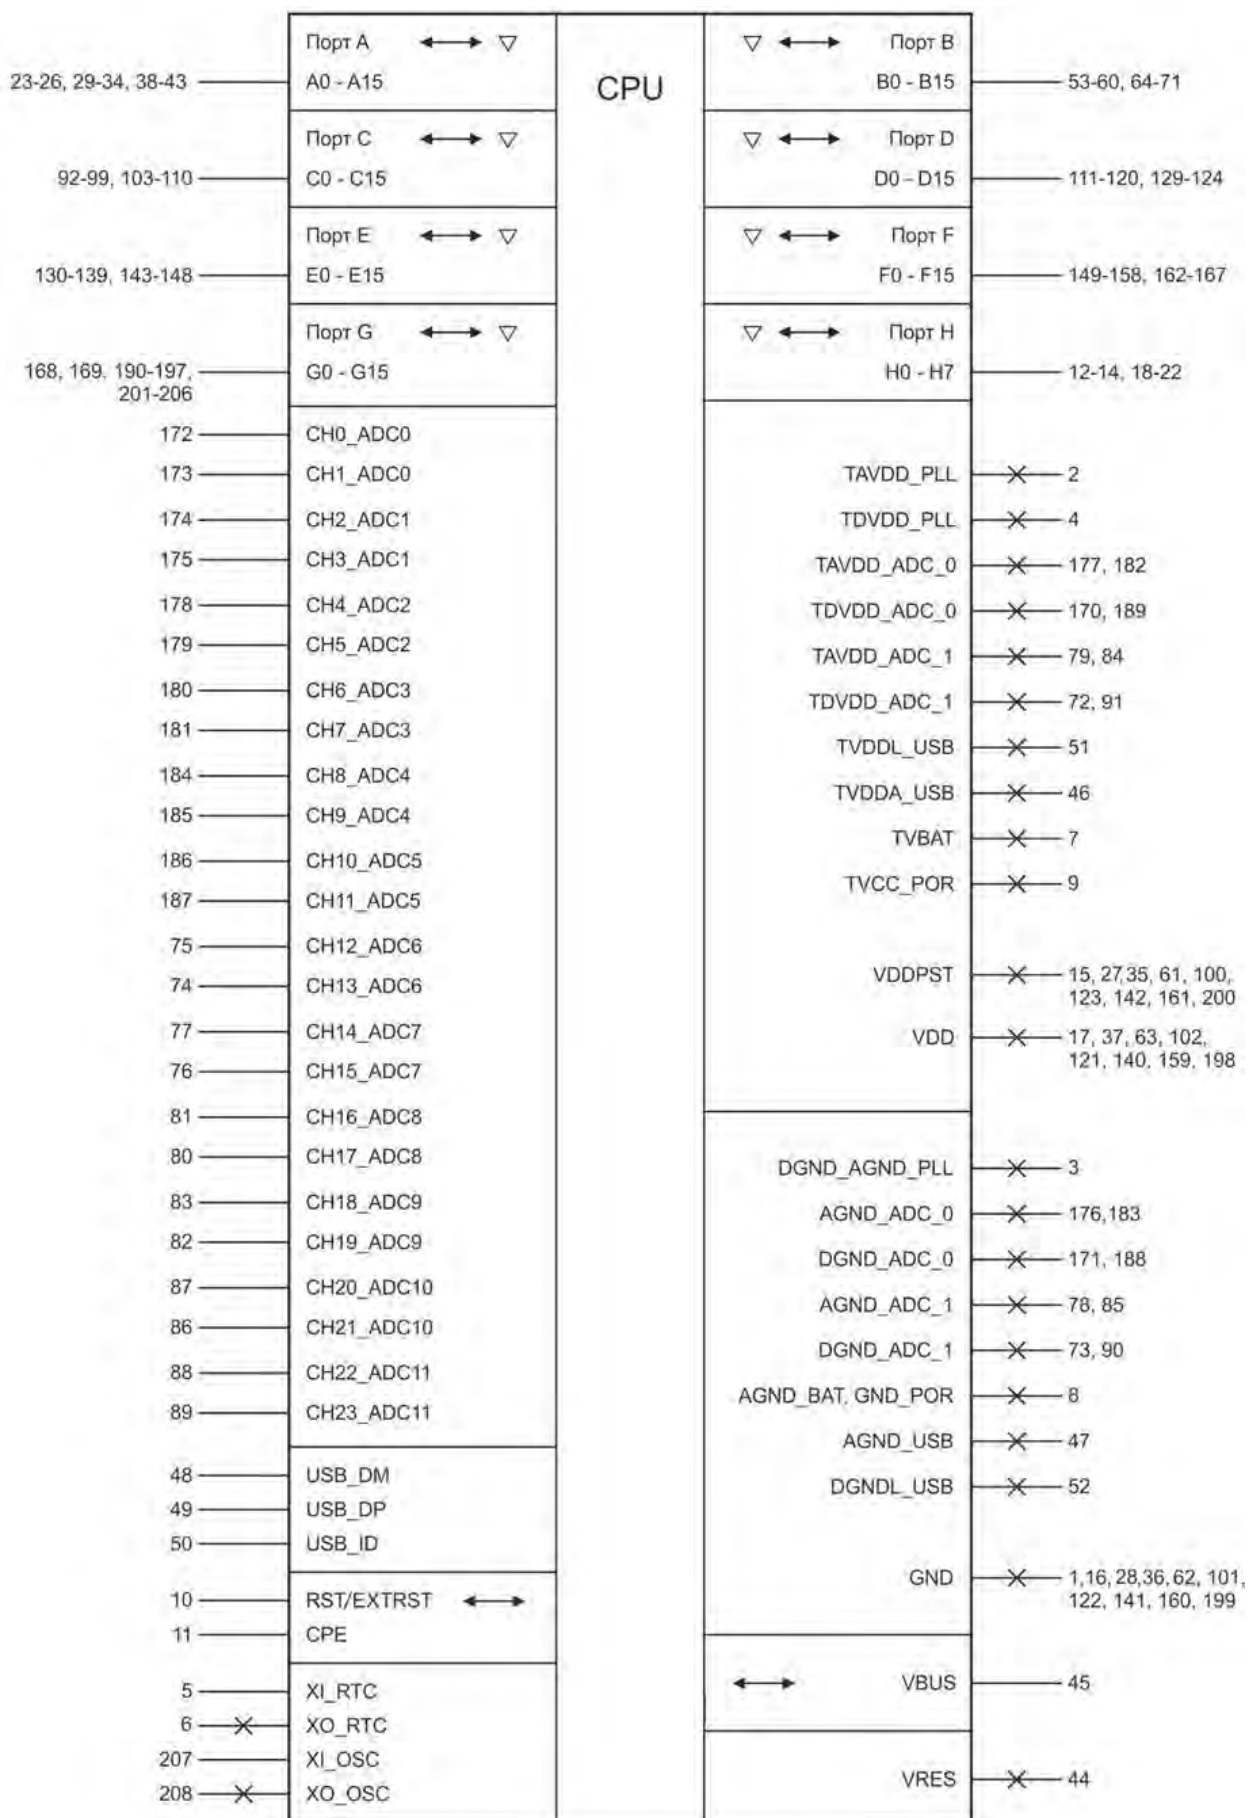 Порт A
23-26, 29-34, 38-43 A0 - A15
Порт C
92-99, 103-110 C0 - C15
Порт E
130-139, 143-148 E0 - E15
Порт G
168, 169. 190-197, G0 - G15
201-206
172 CH0_ADC0
173 CH1_ADC0
174 CH2_ADC1
175 CH3_ADC1
178 CH4_ADC2
179 CH5_ADC2
180 CH6_ADC3
181 CH7_ADC3
184 CH8_ADC4
185 CH9_ADC4
186 CH10_ADC5
187 CH11_ADC5
75 CH12_ADC6
74 CH13_ADC6
77 CH14_ADC7
76 CH15_ADC7
81 CH16_ADC8
80 CH17_ADC8
83 CH18_ADC9
82 CH19_ADC9
87 CH20_ADC10
86 CH21_ADC10
88 CH22_ADC11
89 CH23_ADC11
48 USB_DM
49 USB_DP
50 USB_ID
10 RST/EXTRST
11 CPE
5 XI_RTC
6 XO_RTC
207 XI_OSC
208 XO_OSC
CPU
Порт B
B0 - B15 53-60, 64-71
Порт D
D0 - D15 111-120, 129-124
Порт F
F0 - F15 149-158, 162-167
Порт H
H0 - H7 12-14, 18-22
TAVDD_PLL 2
TDVDD_PLL 4
TAVDD_ADC_0 177, 182
TDVDD_ADC_0 170, 189
TAVDD_ADC_1 79, 84
TDVDD_ADC_1 72, 91
TVDDL_USB 51
TVDDA_USB 46
TVBAT 7
TVCC_POR 9
VDDPST 15, 27,35, 61, 100,
123, 142, 161, 200
VDD 17, 37, 63, 102,
121, 140, 159, 198
DGND_AGND_PLL 3
AGND_ADC_0 176,183
DGND_ADC_0 171, 188
AGND_ADC_1 78, 85
DGND_ADC_1 73, 90
AGND_BAT, GND_POR 8
AGND_USB 47
DGNDL_USB 52
GND 1,16, 28,36, 62, 101,
122, 141, 160, 199
VBUS 45
VRES 44